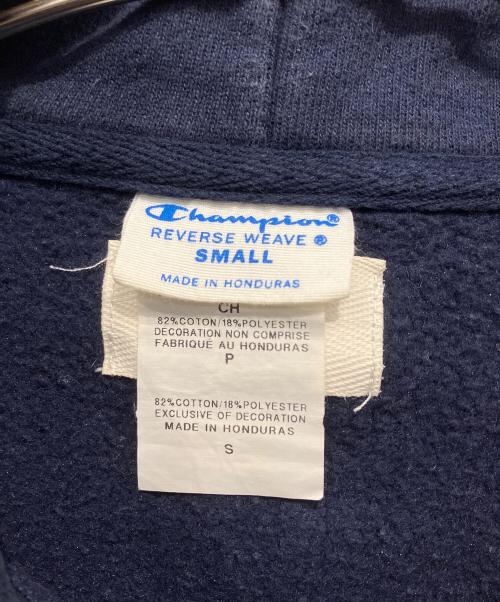 Champion®
REVERSE WEAVE ®
SMALL
MADE IN HONDURAS
CH
82%COTON/18%POLYESTER
DECORATION NON COMPRISE
FABRIQUÉ AU HONDURAS
P
82%COTTON/18%POLYESTER
EXCLUSIVE OF DECORATION
MADE IN HONDURAS
S